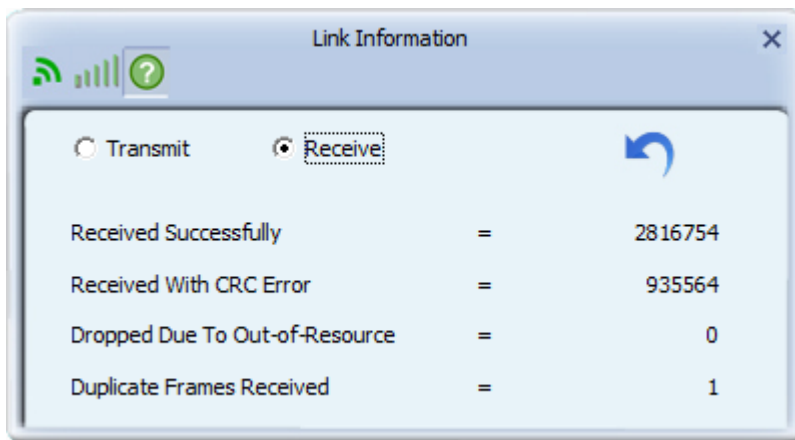 Link Information
Transmit Receive
Received Successfully = 2816754
Received With CRC Error = 935564
Dropped Due To Out-of-Resource = 0
Duplicate Frames Received = 1